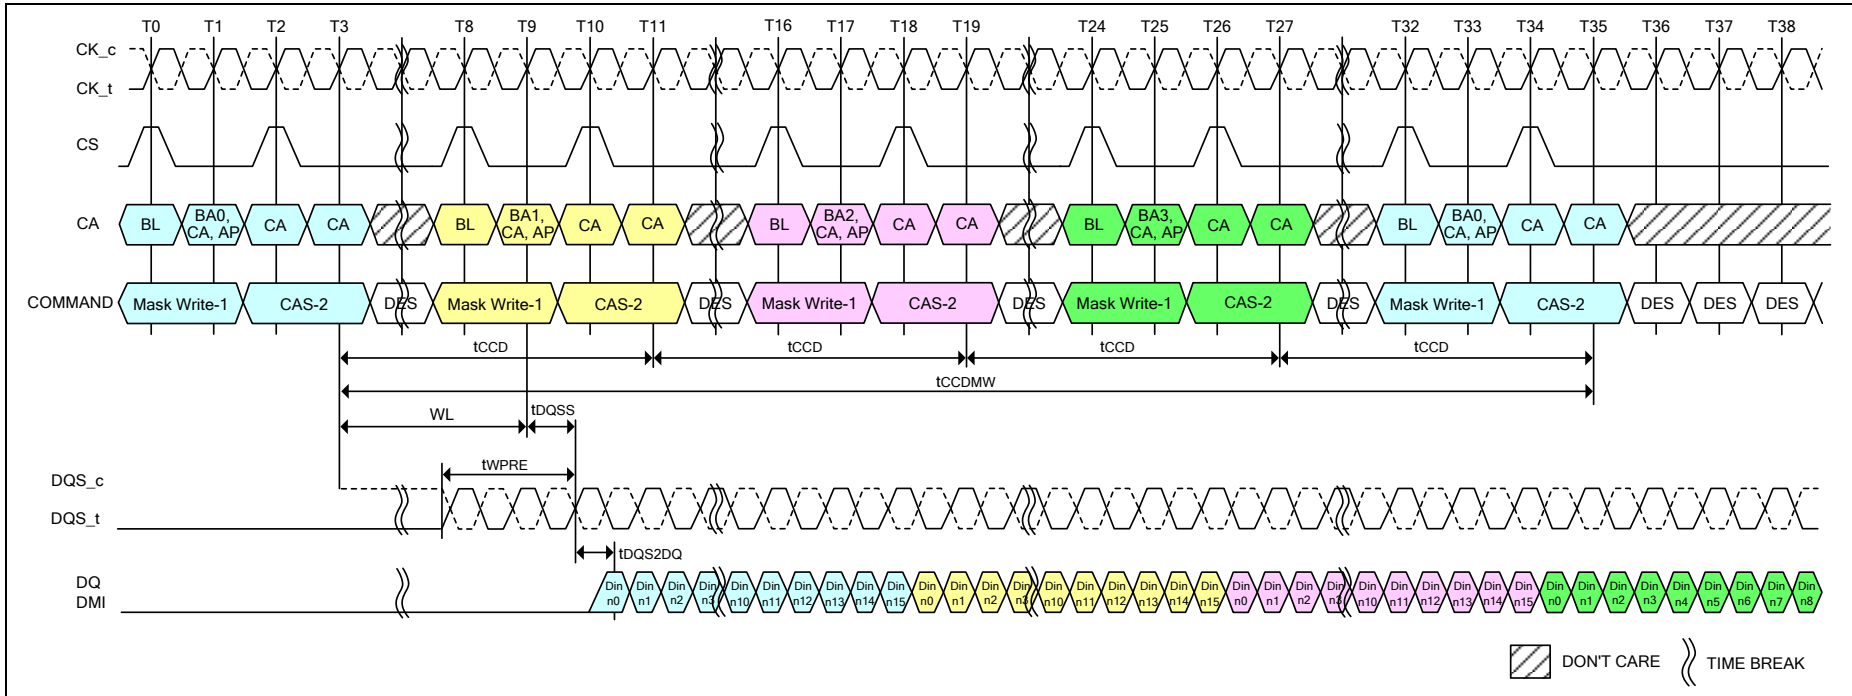 T0 T1 T2 T3 T8 T9 T10 T11 T16 T17 T18 T19 T24 T25 T26 T27 T32 T33 T34 T35 T36 T37 T38
CK_c
CK_t
CS
CA BL BA0, CA, AP CA CA BL BA1, CA, AP CA CA BL BA2, CA, AP CA CA BL BA3, CA, AP CA CA BL BA0, CA, AP CA CA
COMMAND Mask Write-1 CAS-2 DES Mask Write-1 CAS-2 DES Mask Write-1 CAS-2 DES Mask Write-1 CAS-2 DES Mask Write-1 CAS-2 DES DES DES
tCCD tCCD tCCD tCCD
tCCDMW
WL tDQSS
tWPRE
DQS_c
DQS_t
tDQS2DQ
DQ Din Din Din Din Din Din Din Din Din Din Din Din Din Din Din Din Din Din Din Din Din Din Din Din Din Din Din Din Din Din Din Din Din Din Din Din Din Din Din
DMI n0 n1 n2 n3 n10 n11 n12 n13 n14 n15 n0 n1 n2 n3 n10 n11 n12 n13 n14 n15 n0 n1 n2 n3 n10 n11 n12 n13 n14 n15 n0 n1 n2 n3 n4 n5 n6 n7 n8
DON'T CARE TIME BREAK